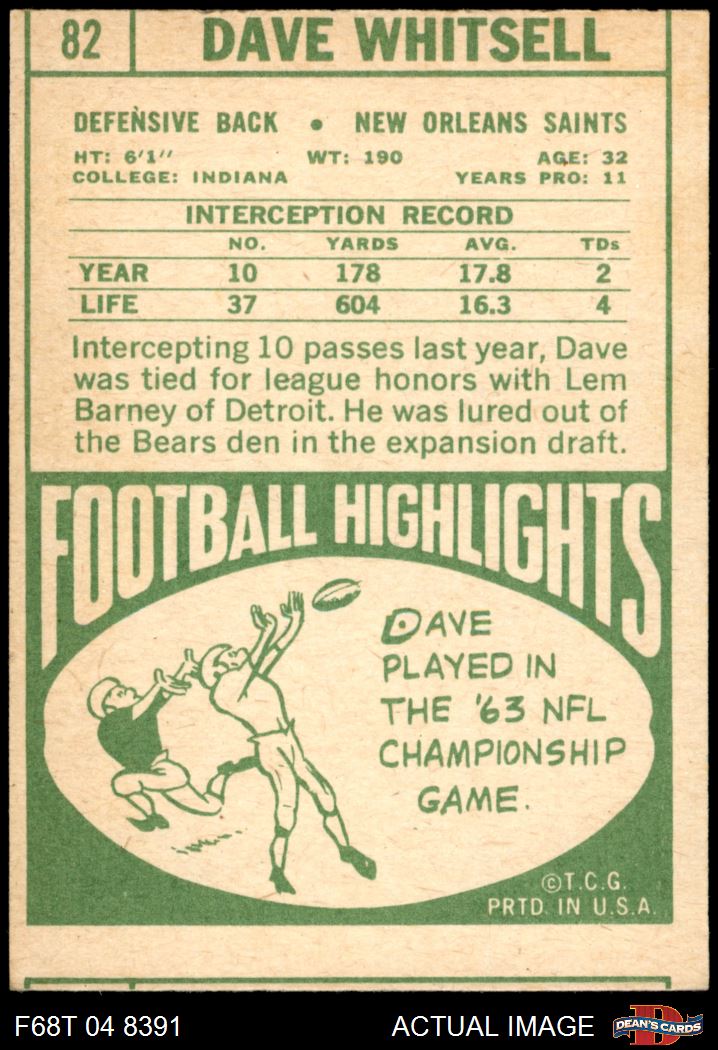 82 DAVE WHITSELL
DEFENSIVE BACK • NEW ORLEANS SAINTS
HT: 6'1" WT: 190 AGE: 32
COLLEGE: INDIANA YEARS PRO: 11
INTERCEPTION RECORD
NO. YARDS AVG. TDs
YEAR 10 178 17.8 2
LIFE 37 604 16.3 4
Intercepting 10 passes last year, Dave
was tied for league honors with Lem
Barney of Detroit. He was lured out of
the Bears den in the expansion draft.
FOOTBALL HIGHLIGHTS
DAVE
PLAYED IN
THE '63 NFL
CHAMPIONSHIP
GAME.
©T.C.G.
PRTD. IN U.S.A.
F68T 04 8391 ACTUAL IMAGE DEAN'S CARDS